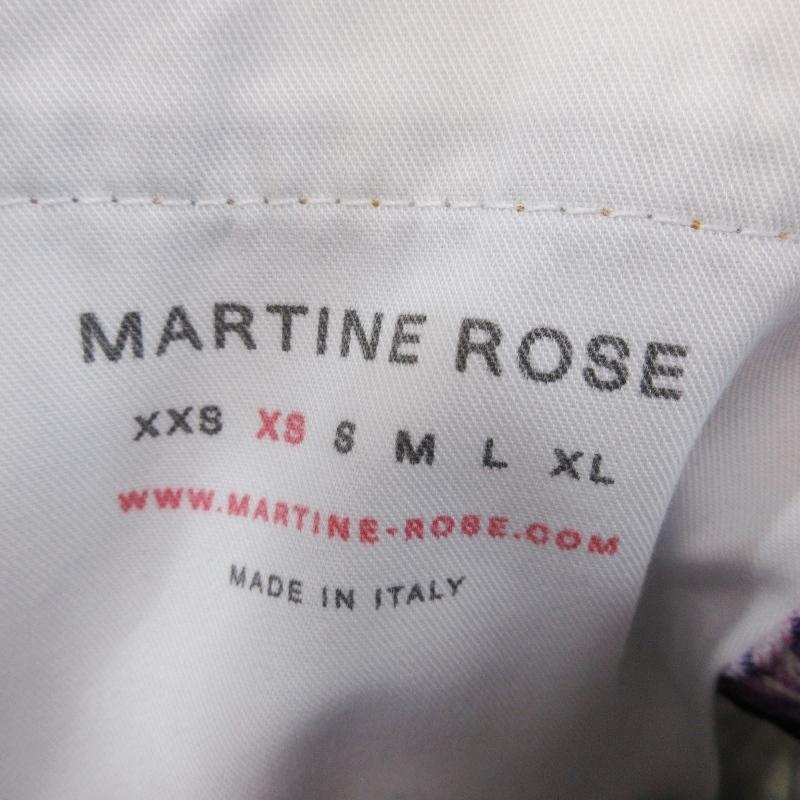 MARTINE ROSE
XXS XS S M L XL
WWW.MARTINE-ROSE.COM
MADE IN ITALY